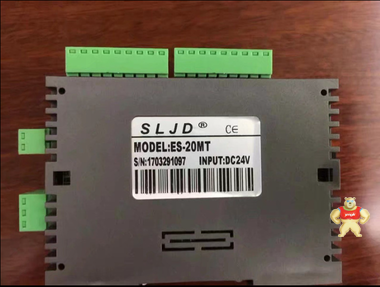 SLJD ® CE
MODEL:ES-20MT
S/N:1703291097 INPUT:DC24V